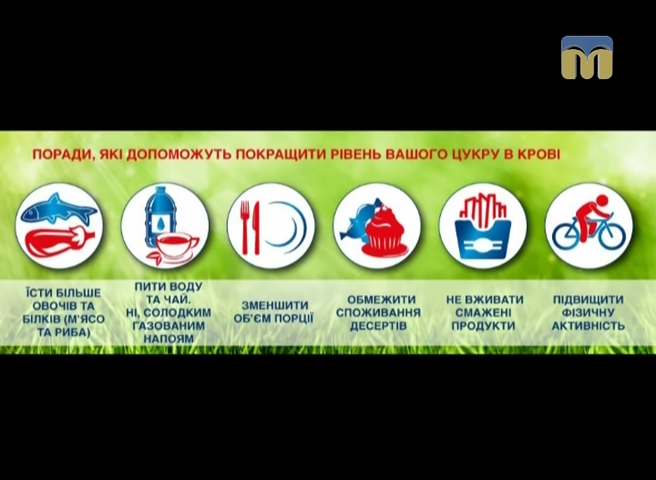 ПОРАДИ, ЯКІ ДОПОМОЖУТЬ ПОКРАЩИТИ РІВЕНЬ ВАШОГО ЦУКРУ В КРОВІ
ЇСТИ БІЛЬШЕ
ОВОЧІВ ТА
БІЛКІВ (М'ЯСО
ТА РИБА)
ПИТИ ВОДУ
ТА ЧАЙ.
НІ, СОЛОДКИМ
ГАЗОВАНИМ
НАПОЯМ
ЗМЕНШИТИ
ОБ'ЄМ ПОРЦІЇ
ОБМЕЖИТИ
СПОЖИВАННЯ
ДЕСЕРТІВ
НЕ ВЖИВАТИ
СМАЖЕНІ
ПРОДУКТИ
ПІДВИЩИТИ
ФІЗИЧНУ
АКТИВНІСТЬ
М